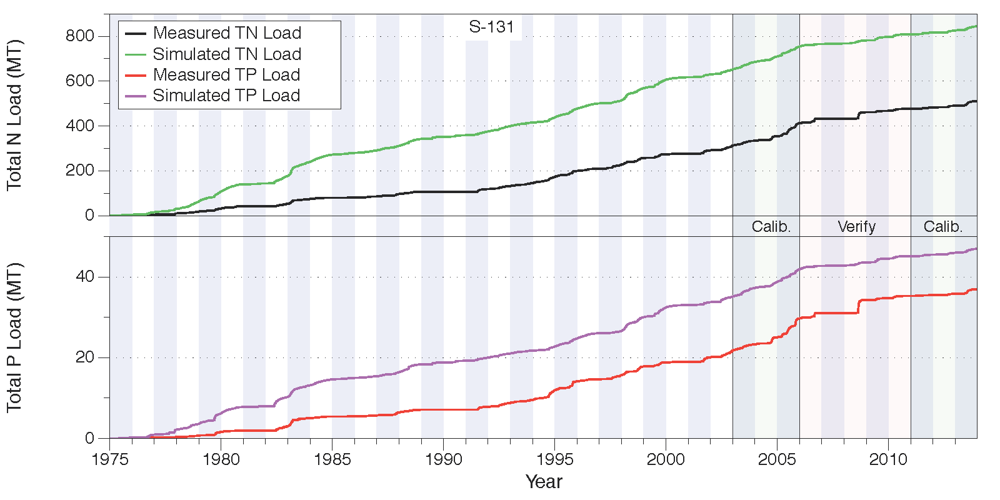 S-131
Measured TN Load
Simulated TN Load
Measured TP Load
Simulated TP Load
Total N Load (MT)
800
600
400
200
0
Calib.
Verify
Calib.
Total P Load (MT)
40
20
0
1975
1980
1985
1990
1995
2000
2005
2010
Year